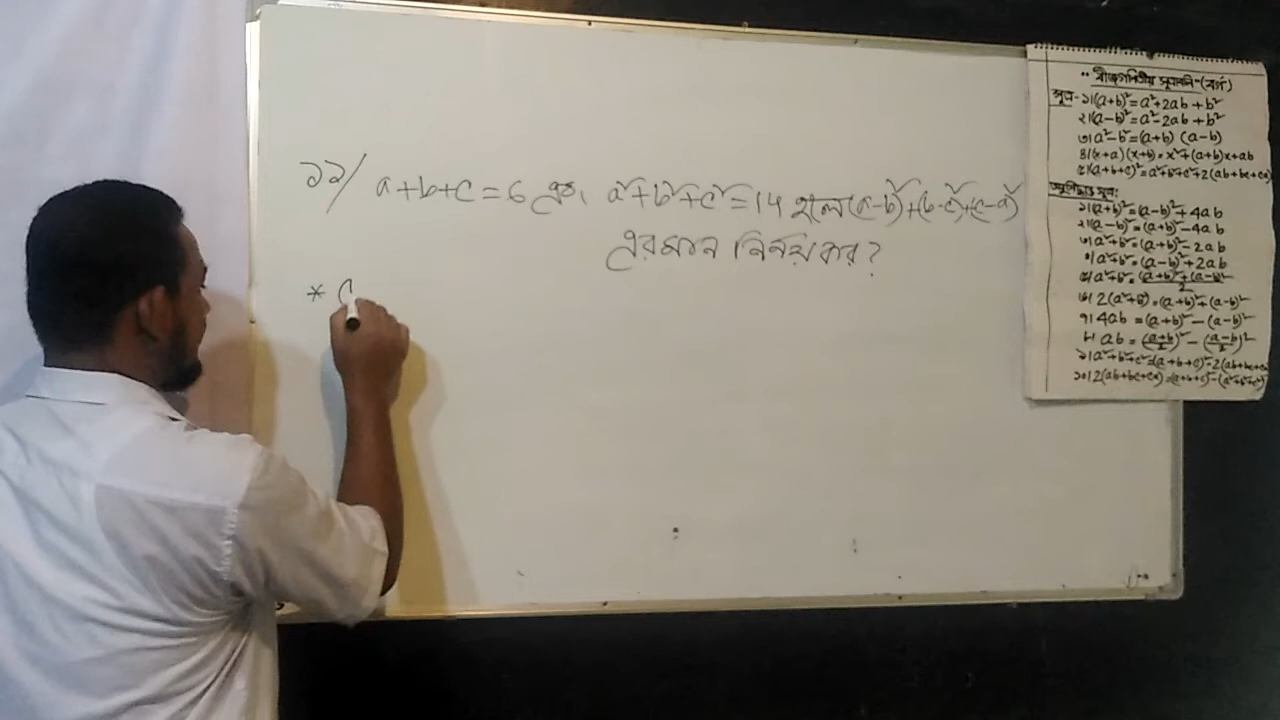 ১১/ a+b+c=6 এবং a²+b²+c²=14 হলে (a-b)²+(b-c)²+(c-a)²
এরমান নির্নয় কর?
*
"বীজগণিতীয় সূত্রাবলি"-(বর্গ)
সূত্র:- ১।(a+b)²=a²+2ab+b²
২।(a-b)²=a²-2ab+b²
৩।a²-b²=(a+b) (a-b)
৪।(x+a)(x+b)=x²+(a+b)x+ab
৫।(a+b+c)²=a²+b²+c²+2(ab+bc+ca)
অনুসিদ্ধান্ত সূত্র:
১।(a+b)²=(a-b)²+4ab
২।(a-b)²=(a+b)²-4ab
৩।a²+b²=(a+b)²-2ab
৪।a²+b²=(a-b)²+2ab
৫।a²+b²=\frac{(a+b)²+(a-b)²}{2}
৬।2(a²+b²)=(a+b)²+(a-b)²
৭।4ab=(a+b)²-(a-b)²
৮।ab=(\frac{a+b}{2})²-(\frac{a-b}{2})²
৯।a²+b²+c²=(a+b+c)²-2(ab+bc+ca)
১০।2(ab+bc+ca)=(a+b+c)²-(a²+b²+c²)